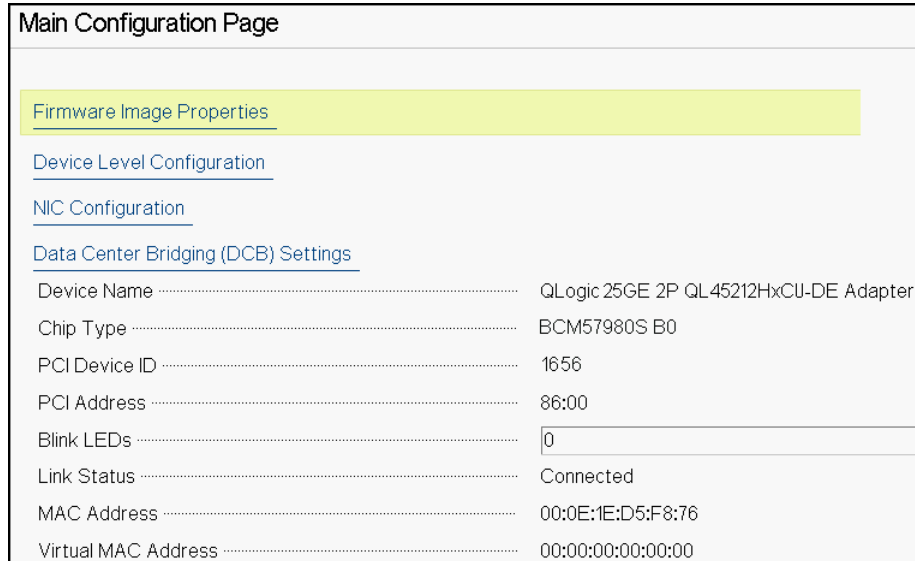 Main Configuration Page
Firmware Image Properties
Device Level Configuration
NIC Configuration
Data Center Bridging (DCB) Settings
Device Name QLogic 25GE 2P QL45212HxCU-DE Adapter
Chip Type BCM57980S B0
PCI Device ID 1656
PCI Address 86:00
Blink LEDs 0
Link Status Connected
MAC Address 00:0E:1E:D5:F8:76
Virtual MAC Address 00:00:00:00:00:00